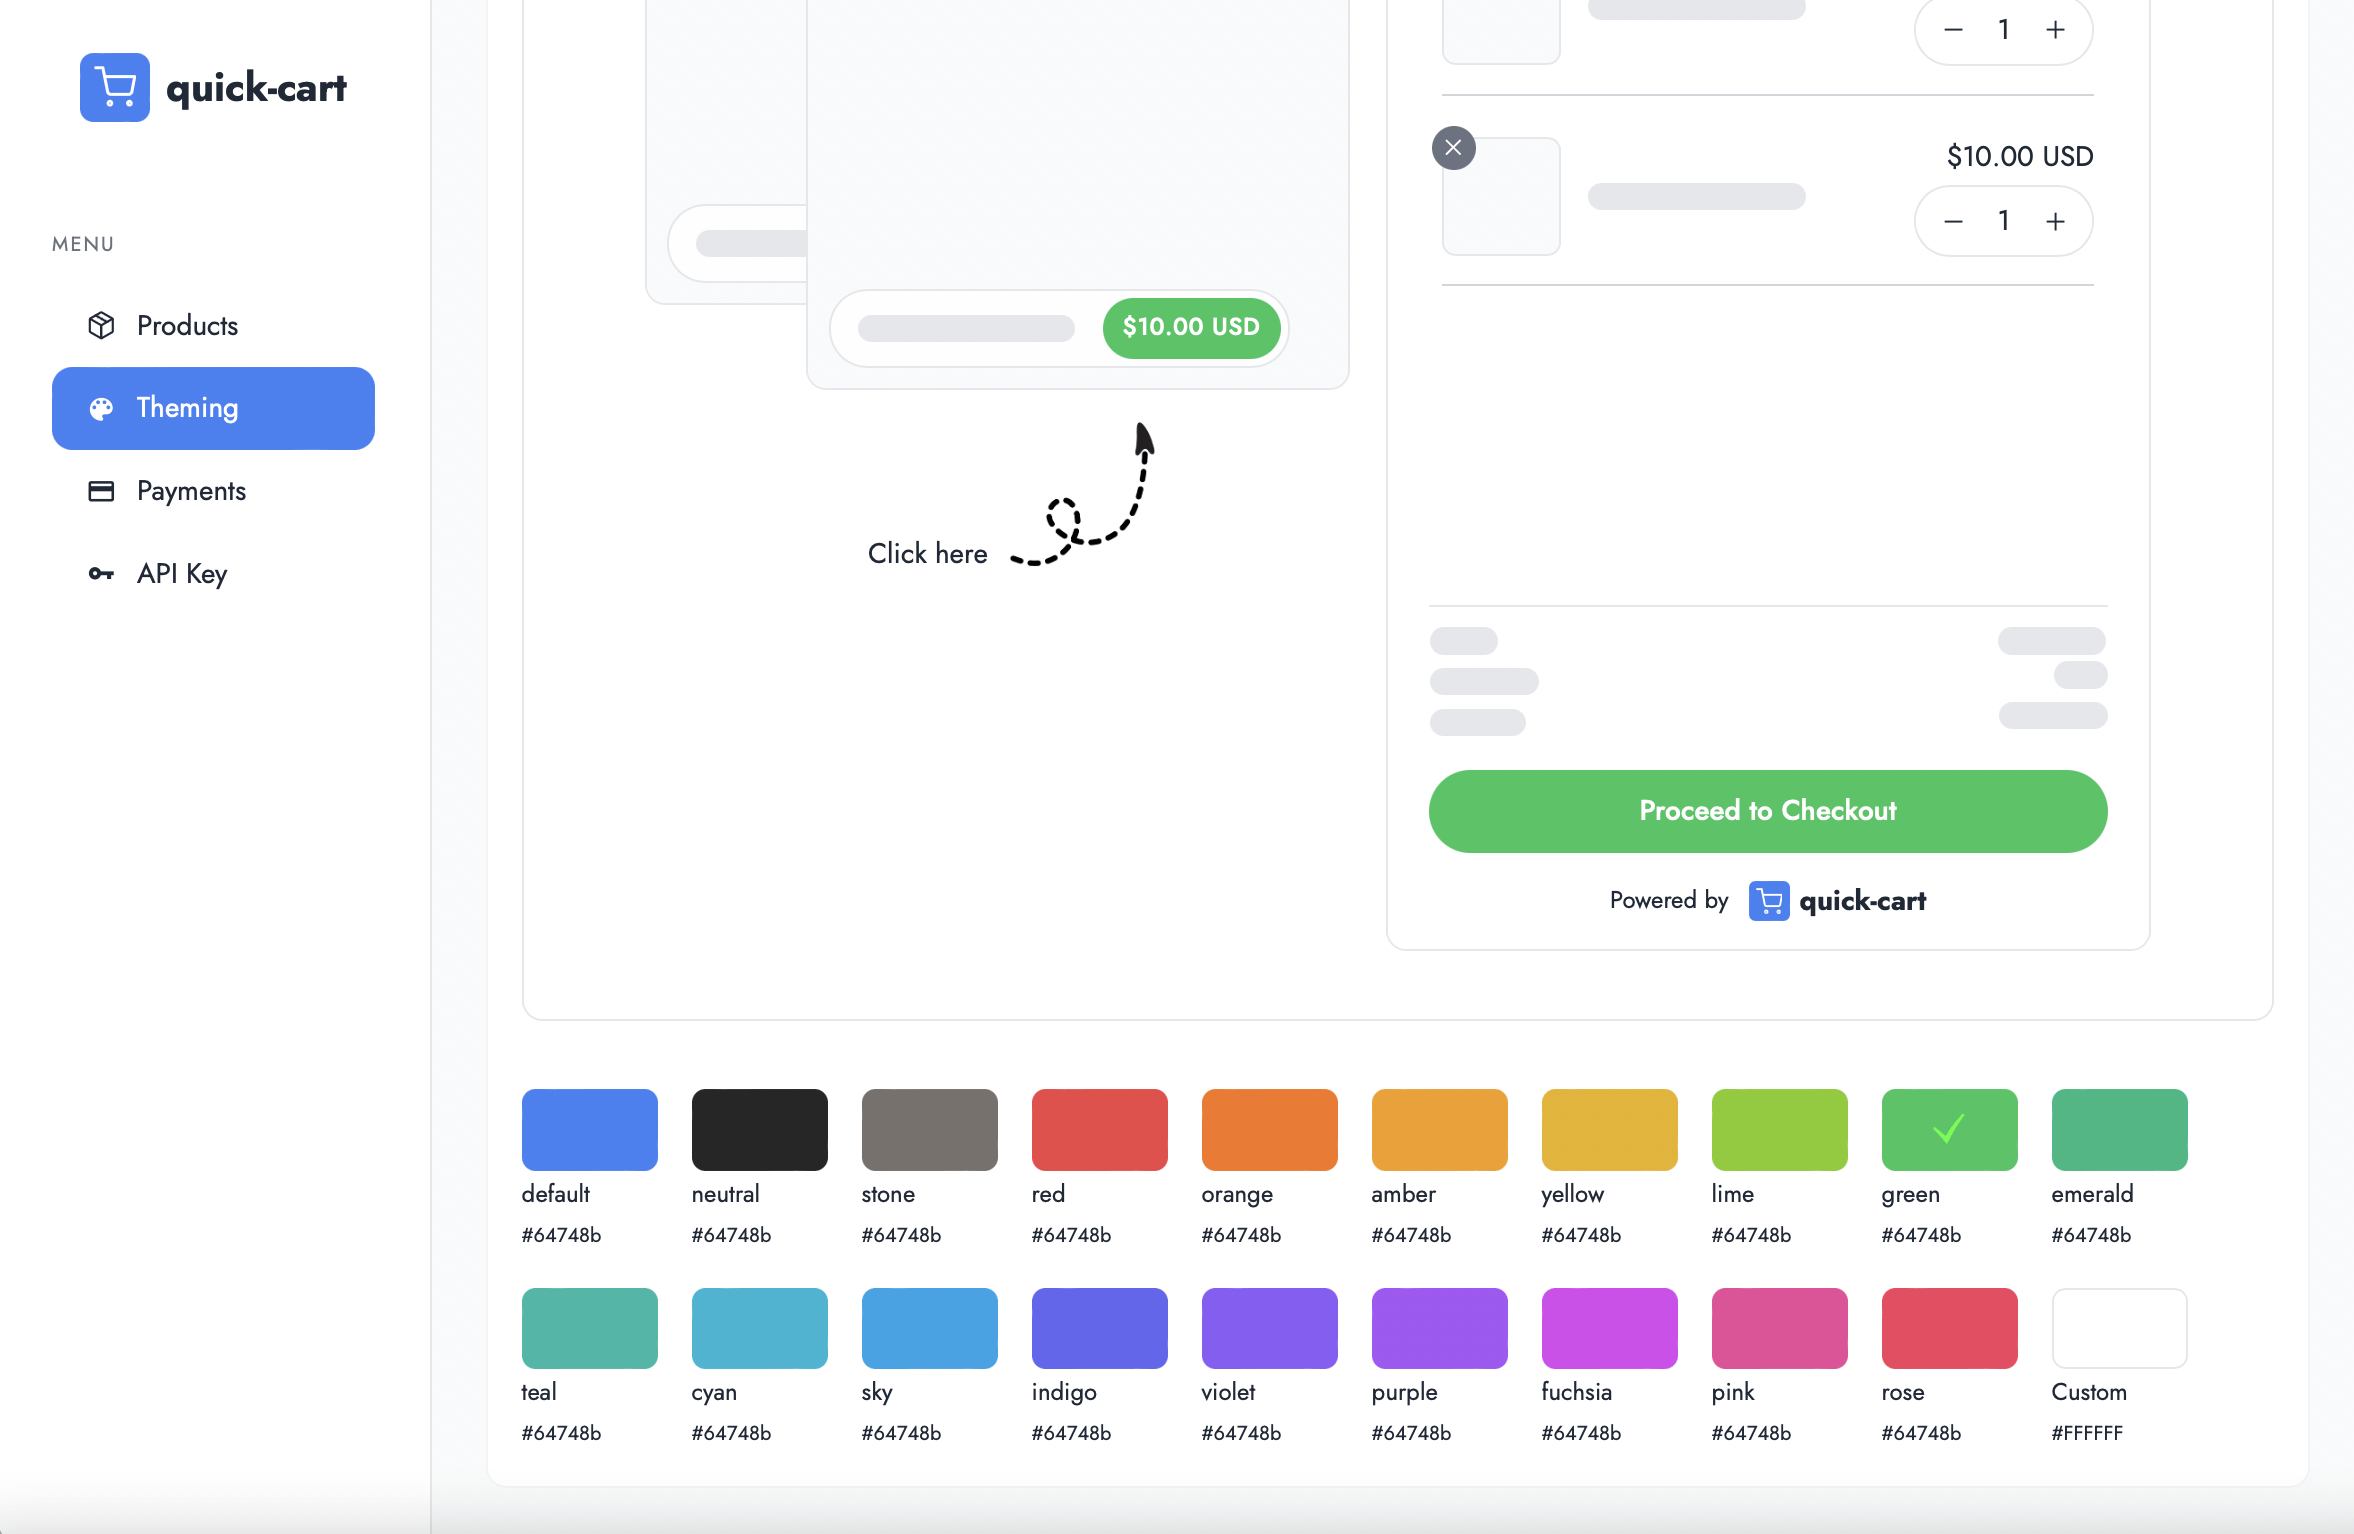 quick-cart
MENU
Products
Theming
Payments
API Key
$10.00 USD
Click here
1
$10.00 USD
1
Proceed to Checkout
Powered by quick-cart
default neutral stone red orange amber yellow lime green emerald
#64748b #64748b #64748b #64748b #64748b #64748b #64748b #64748b #64748b #64748b
teal cyan sky indigo violet purple fuchsia pink rose Custom
#64748b #64748b #64748b #64748b #64748b #64748b #64748b #64748b #64748b #FFFFFF